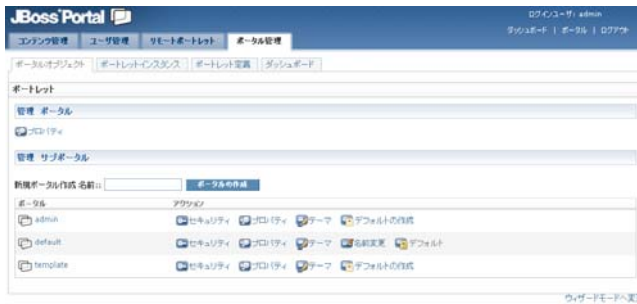 JBoss Portal
ログインユーザ: admin
ダッシュボード | ポータル | ログアウト
コンテンツ管理 ユーザ管理 リモートポートレット ポータル管理
ポータルオブジェクト ポートレットインスタンス ポートレット定義 ダッシュボード
ポートレット
管理 ポータル
プロパティ
管理 サブポータル
新規ポータル作成 名前: ポータルの作成
ポータル アクション
admin セキュリティ プロパティ テーマ デフォルトの作成
default セキュリティ プロパティ テーマ 名前変更 デフォルト
template セキュリティ プロパティ テーマ デフォルトの作成
ウィザードモードへ変